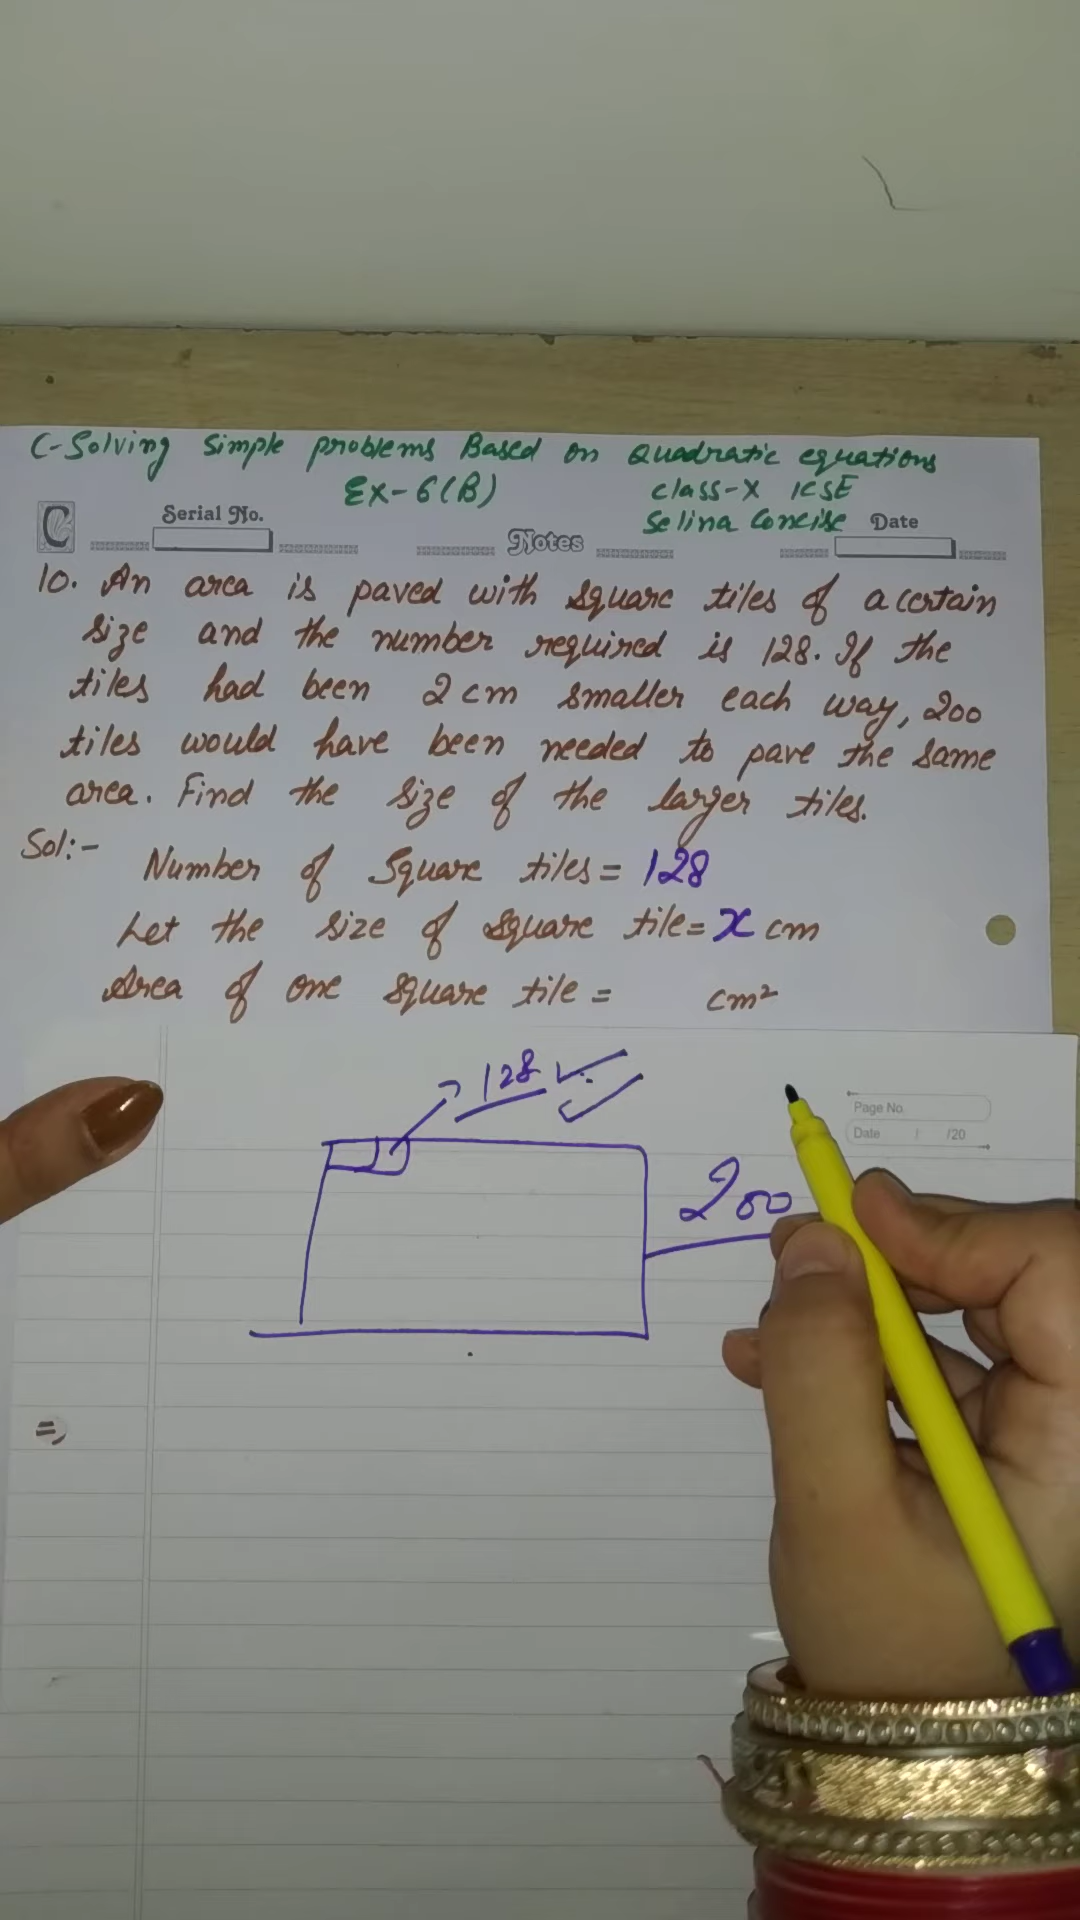 C-Solving Simple problems Based on Quadratic equations
Ex-6(B) Class-X ICSE
Selina Concise
C Serial No. Notes Date
10. An area is paved with square tiles of a certain
size and the number required is 128. If the
tiles had been 2 cm smaller each way, 200
tiles would have been needed to pave the same
area. Find the size of the larger tiles.
Sol:-
Number of Square tiles = 128
Let the size of square tile = x cm
Area of one square tile = cm²
128
Page No.
Date / /20
200
=)